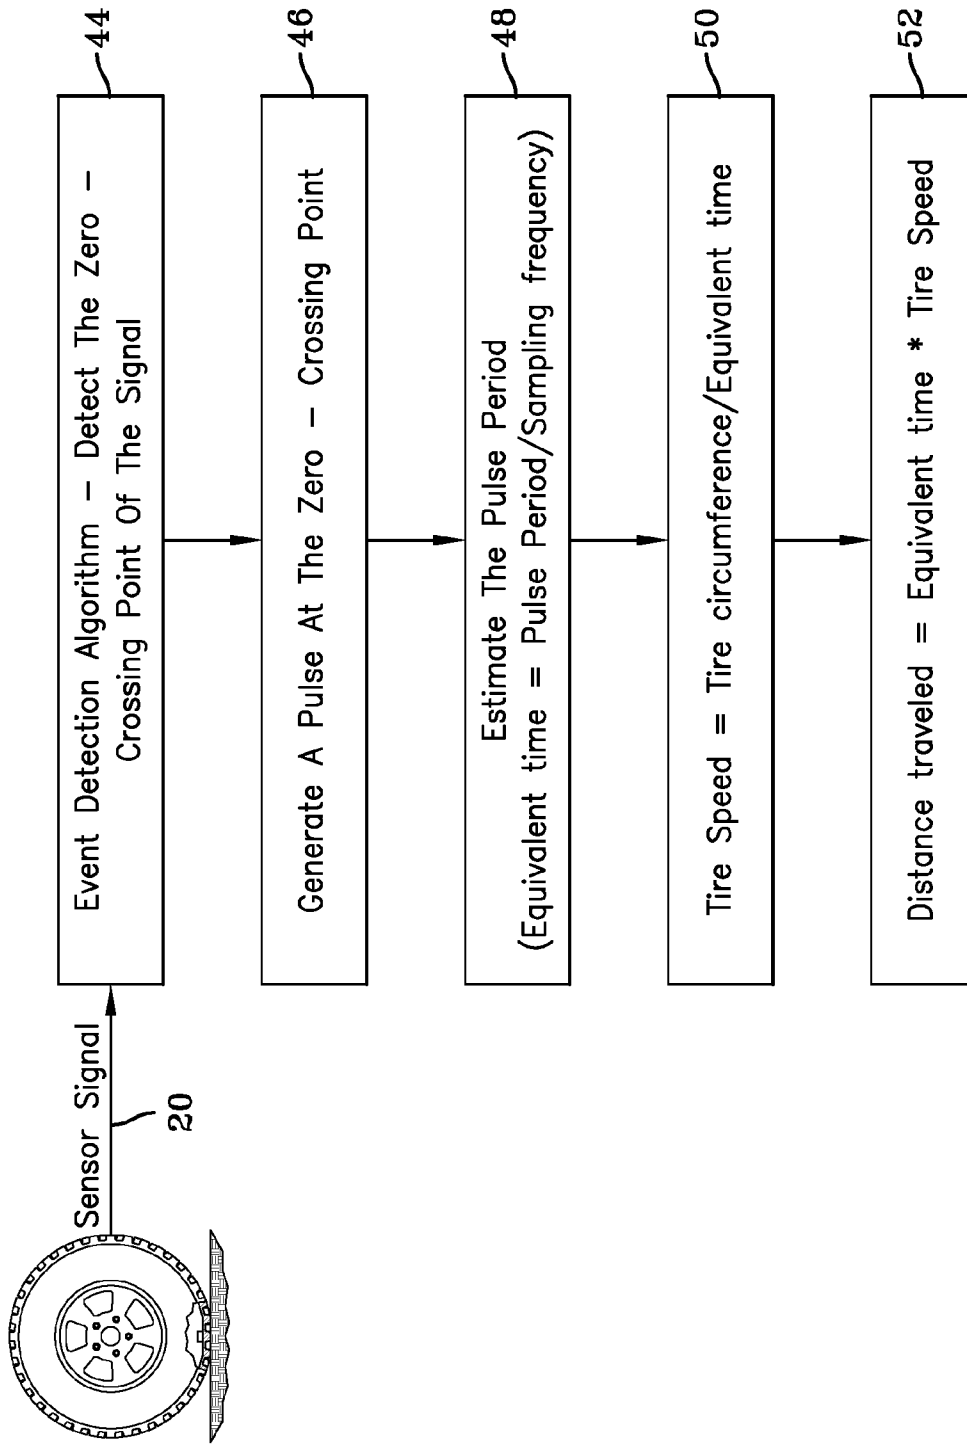 Sensor Signal
20
Event Detection Algorithm – Detect The Zero –
Crossing Point Of The Signal
44
Generate A Pulse At The Zero – Crossing Point
46
Estimate The Pulse Period
(Equivalent time = Pulse Period/Sampling frequency)
48
Tire Speed = Tire circumference/Equivalent time
50
Distance traveled = Equivalent time * Tire Speed
52